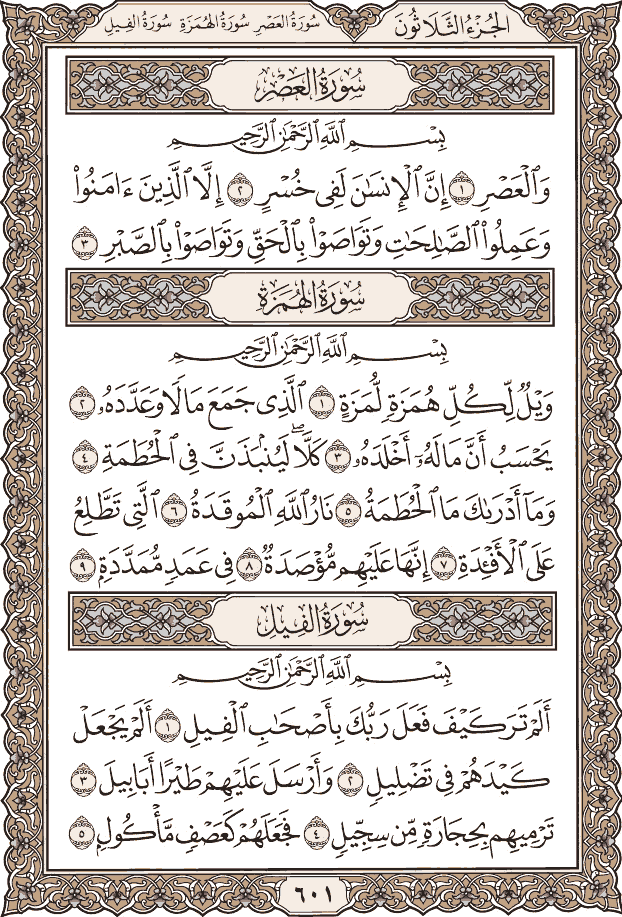 الجُزْءُ الثَّلَاثُونَ سُورَةُ العَصْرِ سُورَةُ الهُمَزَةِ سُورَةُ الفِيلِ
سُورَةُ العَصْرِ
بِسْمِ ٱللَّهِ ٱلرَّحْمَٰنِ ٱلرَّحِيمِ
وَٱلْعَصْرِ ١ إِنَّ ٱلْإِنسَٰنَ لَفِى خُسْرٍ ٢ إِلَّا ٱلَّذِينَ ءَامَنُوا۟
وَعَمِلُوا۟ ٱلصَّٰلِحَٰتِ وَتَوَاصَوْا۟ بِٱلْحَقِّ وَتَوَاصَوْا۟ بِٱلصَّبْرِ ٣
سُورَةُ الهُمَزَةِ
بِسْمِ ٱللَّهِ ٱلرَّحْمَٰنِ ٱلرَّحِيمِ
وَيْلٌ لِّكُلِّ هُمَزَةٍ لُّمَزَةٍ ١ ٱلَّذِى جَمَعَ مَالًا وَعَدَّدَهُۥ ٢
يَحْسَبُ أَنَّ مَالَهُۥٓ أَخْلَدَهُۥ ٣ كَلَّا ۖ لَيُنۢبَذَنَّ فِى ٱلْحُطَمَةِ ٤
وَمَآ أَدْرَىٰكَ مَا ٱلْحُطَمَةُ ٥ نَارُ ٱللَّهِ ٱلْمُوقَدَةُ ٦ ٱلَّتِى تَطَّلِعُ
عَلَى ٱلْأَفْـِٔدَةِ ٧ إِنَّهَا عَلَيْهِم مُّؤْصَدَةٌ ٨ فِى عَمَدٍ مُّمَدَّدَةٍۭ ٩
سُورَةُ الفِيلِ
بِسْمِ ٱللَّهِ ٱلرَّحْمَٰنِ ٱلرَّحِيمِ
أَلَمْ تَرَ كَيْفَ فَعَلَ رَبُّكَ بِأَصْحَٰبِ ٱلْفِيلِ ١ أَلَمْ يَجْعَلْ
كَيْدَهُمْ فِى تَضْلِيلٍ ٢ وَأَرْسَلَ عَلَيْهِمْ طَيْرًا أَبَابِيلَ ٣
تَرْمِيهِم بِحِجَارَةٍ مِّن سِجِّيلٍ ٤ فَجَعَلَهُمْ كَعَصْفٍ مَّأْكُولٍۭ ٥
٦٠١